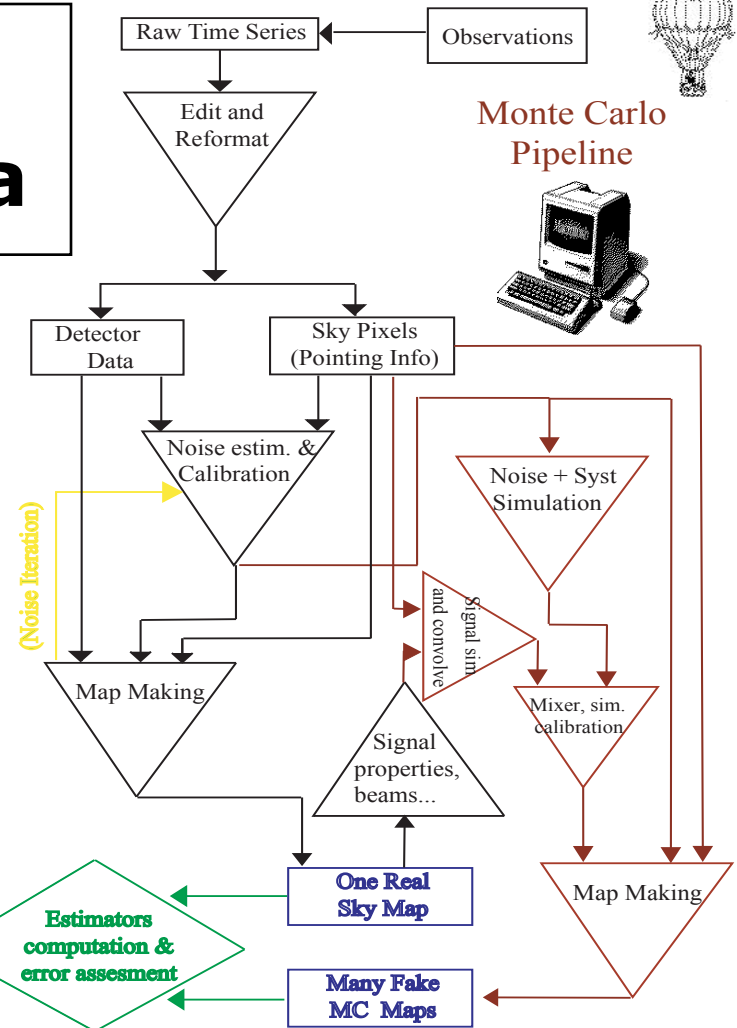 Raw Time Series
Observations
a
Edit and
Reformat
Monte Carlo
Pipeline
Detector
Data
Sky Pixels
(Pointing Info)
Noise estim. &
Calibration
Noise + Syst
Simulation
(Noise Iteration)
Signal sim
and convolve
Map Making
Mixer, sim.
calibration
Signal
properties,
beams...
One Real
Sky Map
Map Making
Estimators
computation &
error assesment
Many Fake
MC Maps